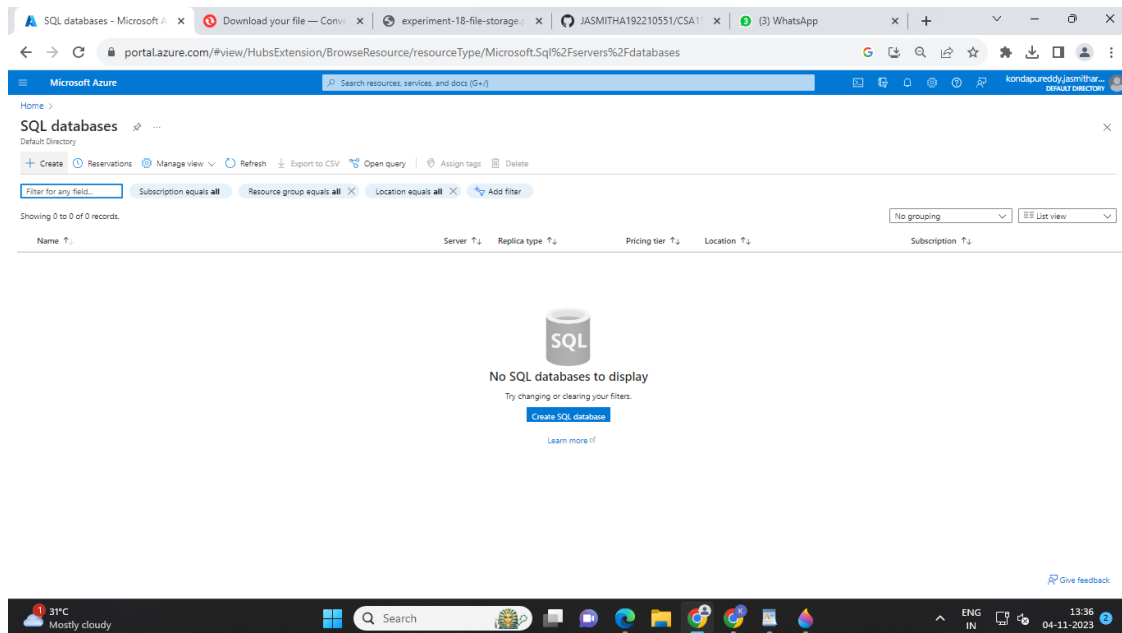 SQL databases - Microsoft A
Download your file — Conve
experiment-18-file-storage.p
JASMITHA192210551/CSA15
3 (3) WhatsApp
portal.azure.com/#view/HubsExtension/BrowseResource/resourceType/Microsoft.Sql%2Fservers%2Fdatabases
Microsoft Azure
Search resources, services, and docs (G+/)
kondapureddy.jasmithar...
DEFAULT DIRECTORY
Home >
SQL databases
Default Directory
Create Reservations Manage view Refresh Export to CSV Open query Assign tags Delete
Filter for any field... Subscription equals all Resource group equals all Location equals all Add filter
Showing 0 to 0 of 0 records. No grouping List view
Name Server Replica type Pricing tier Location Subscription
SQL
No SQL databases to display
Try changing or clearing your filters.
Create SQL database
Learn more
Give feedback
1 31°C
Mostly cloudy
Search
ENG
IN
13:36
04-11-2023
2